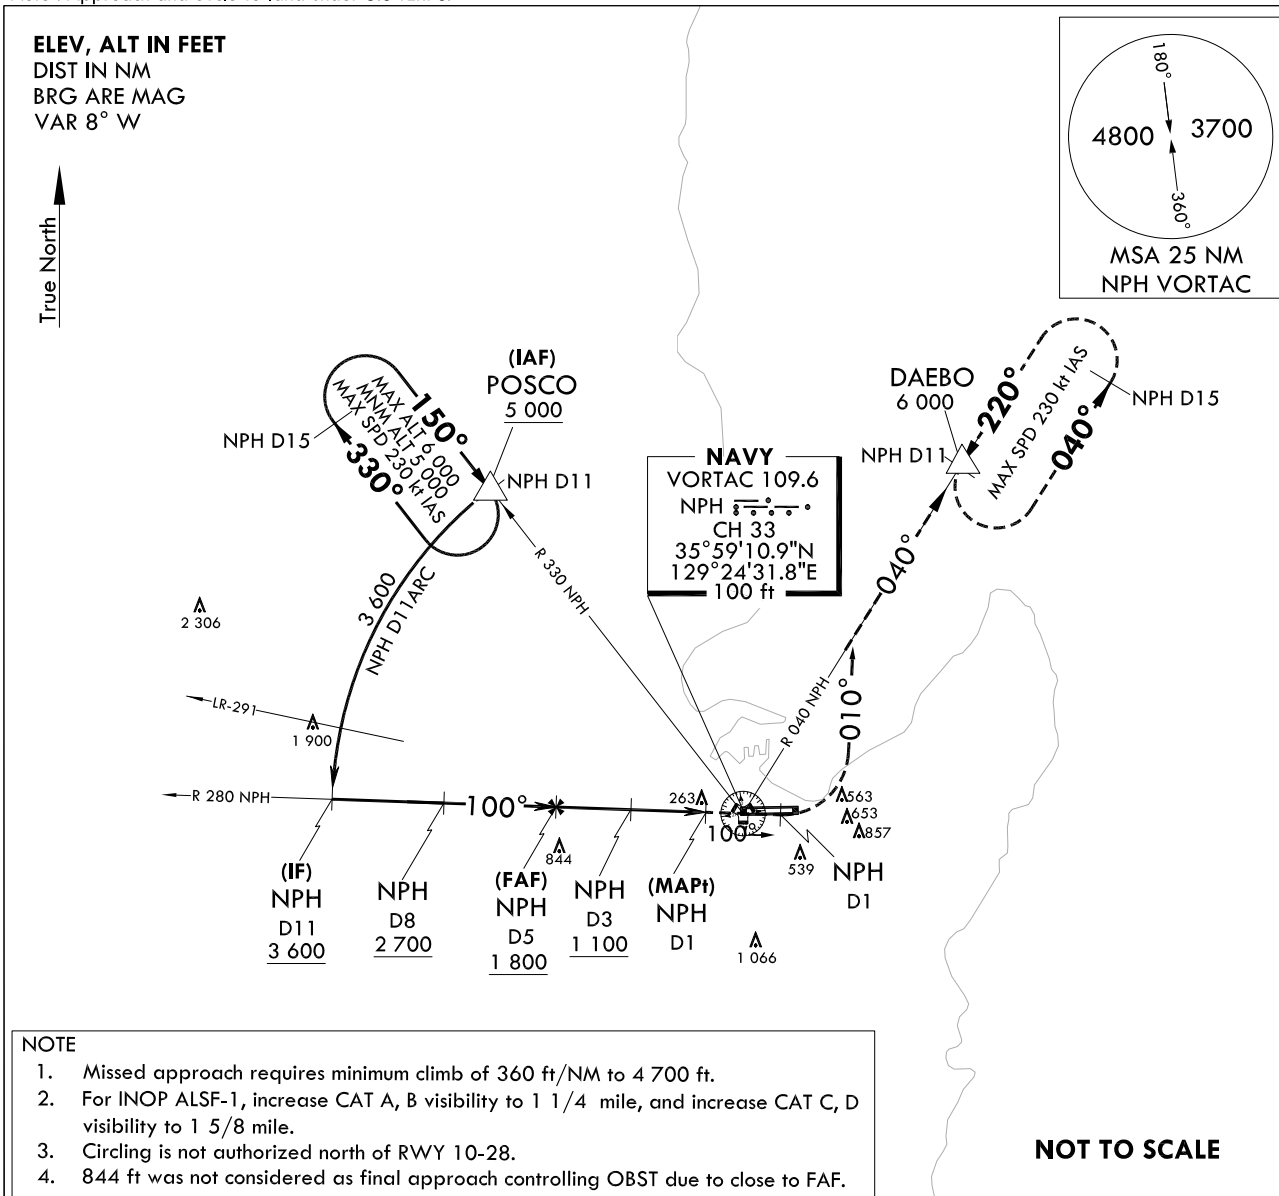 ELEV, ALT IN FEET
DIST IN NM
BRG ARE MAG
VAR 8° W
True North
180°
4800
3700
360°
MSA 25 NM
NPH VORTAC
(IAF)
POSCO
5 000
NPH D15
150°
MAX ALT 6 000
MNM ALT 5 000
MAX SPD 230 kt IAS
330°
NPH D11
DAEBO
6 000
NPH D11
220°
MAX SPD 230 kt IAS
040°
NPH D15
NAVY
VORTAC 109.6
NPH
CH 33
35°59'10.9"N
129°24'31.8"E
100 ft
R 330 NPH
040°
3 600
NPH D11ARC
2 306
LR-291
1 900
R 040 NPH
010°
R 280 NPH
100°
263
100°
563
653
857
844
539
NPH
D1
(IF)
NPH
D11
3 600
NPH
D8
2 700
(FAF)
NPH
D5
1 800
NPH
D3
1 100
(MAPt)
NPH
D1
1 066
NOTE
1. Missed approach requires minimum climb of 360 ft/NM to 4 700 ft.
2. For INOP ALSF-1, increase CAT A, B visibility to 1 1/4 mile, and increase CAT C, D
visibility to 1 5/8 mile.
3. Circling is not authorized north of RWY 10-28.
4. 844 ft was not considered as final approach controlling OBST due to close to FAF.
NOT TO SCALE